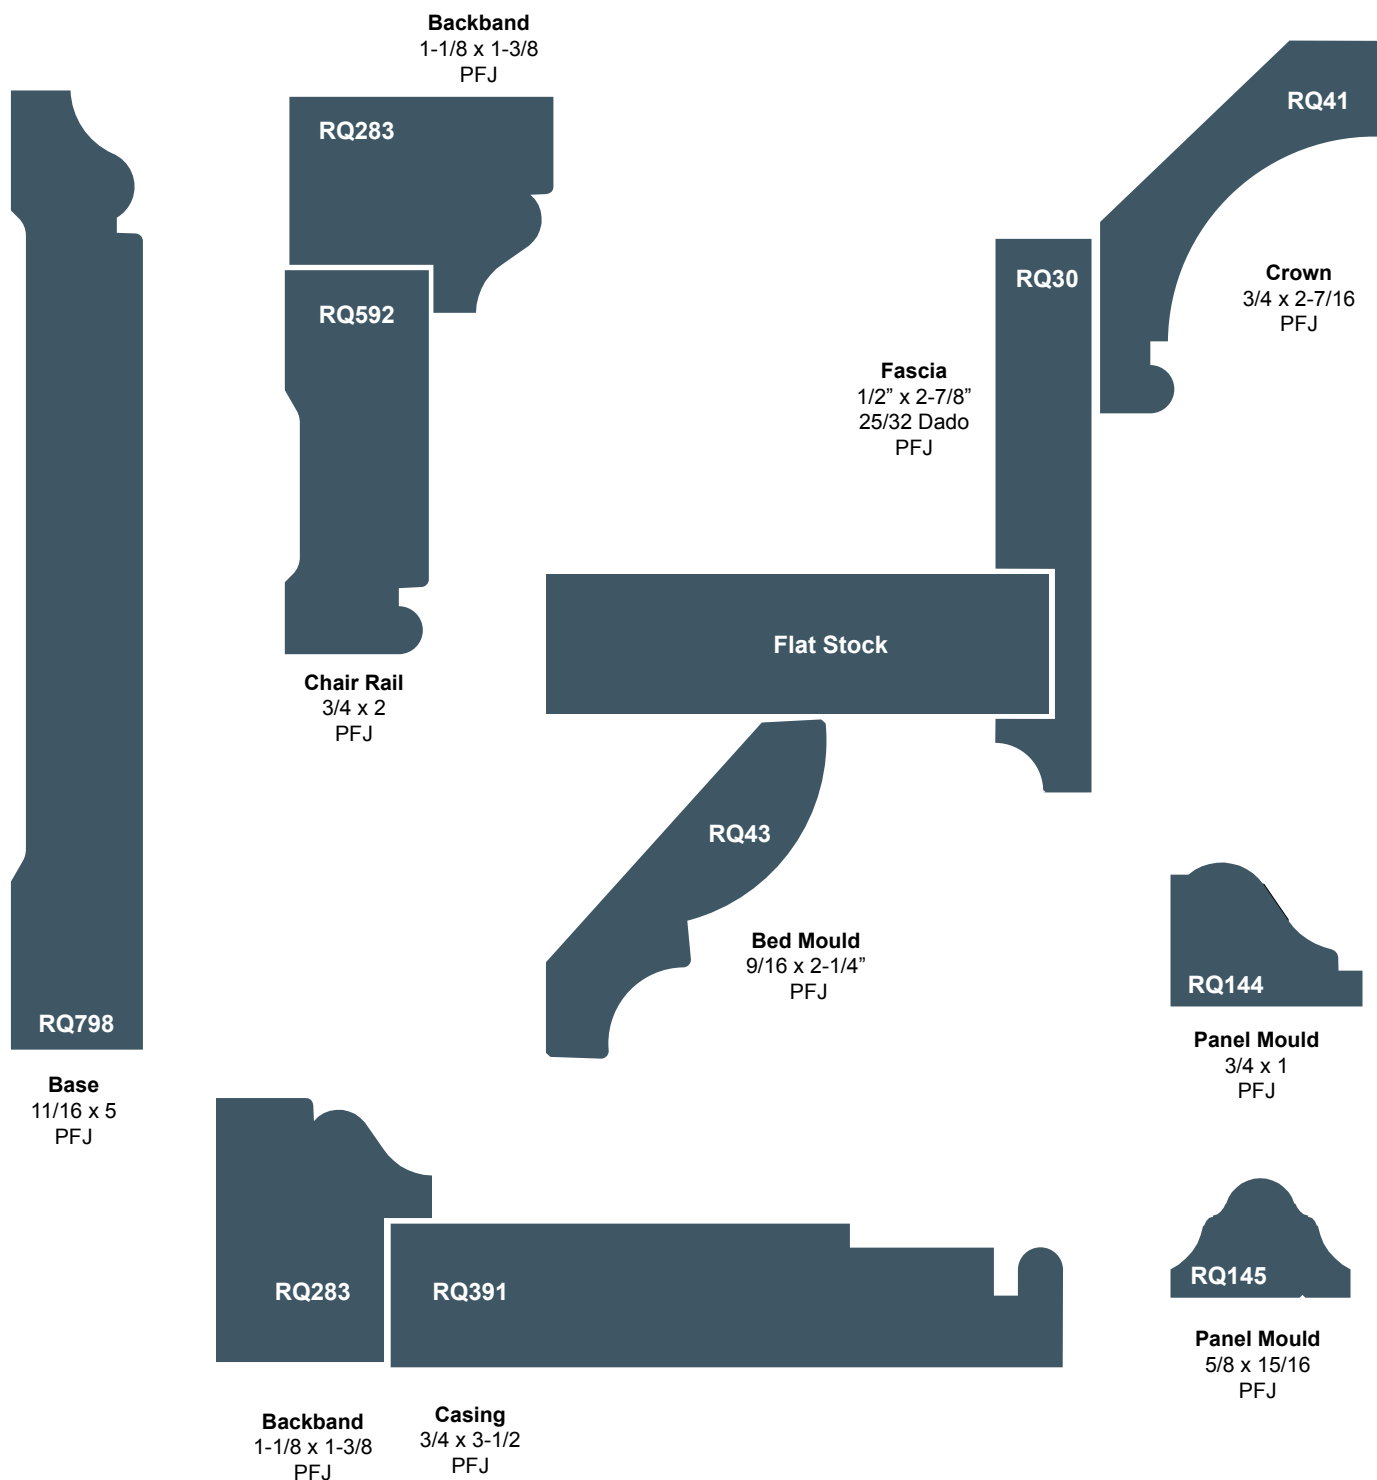 Backband
1-1/8 x 1-3/8
PFJ
RQ283
RQ592
Chair Rail
3/4 x 2
PFJ
RQ41
Crown
3/4 x 2-7/16
PFJ
RQ30
Fascia
1/2” x 2-7/8”
25/32 Dado
PFJ
Flat Stock
RQ43
Bed Mould
9/16 x 2-1/4”
PFJ
RQ798
Base
11/16 x 5
PFJ
RQ144
Panel Mould
3/4 x 1
PFJ
RQ283
RQ391
Backband
1-1/8 x 1-3/8
PFJ
Casing
3/4 x 3-1/2
PFJ
RQ145
Panel Mould
5/8 x 15/16
PFJ